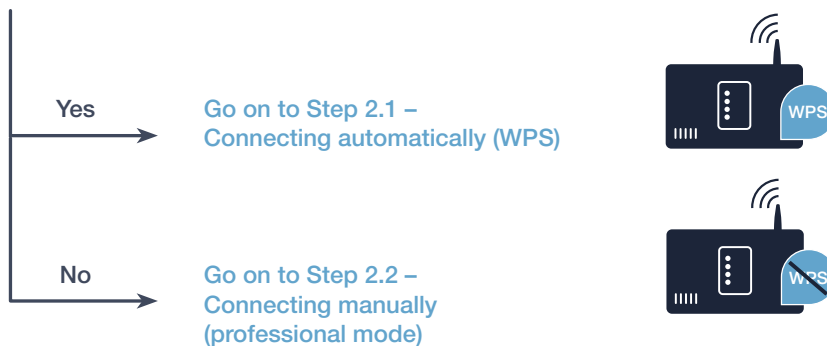 Yes
Go on to Step 2.1 –
Connecting automatically (WPS)
WPS
No
Go on to Step 2.2 –
Connecting manually
(professional mode)
WPS